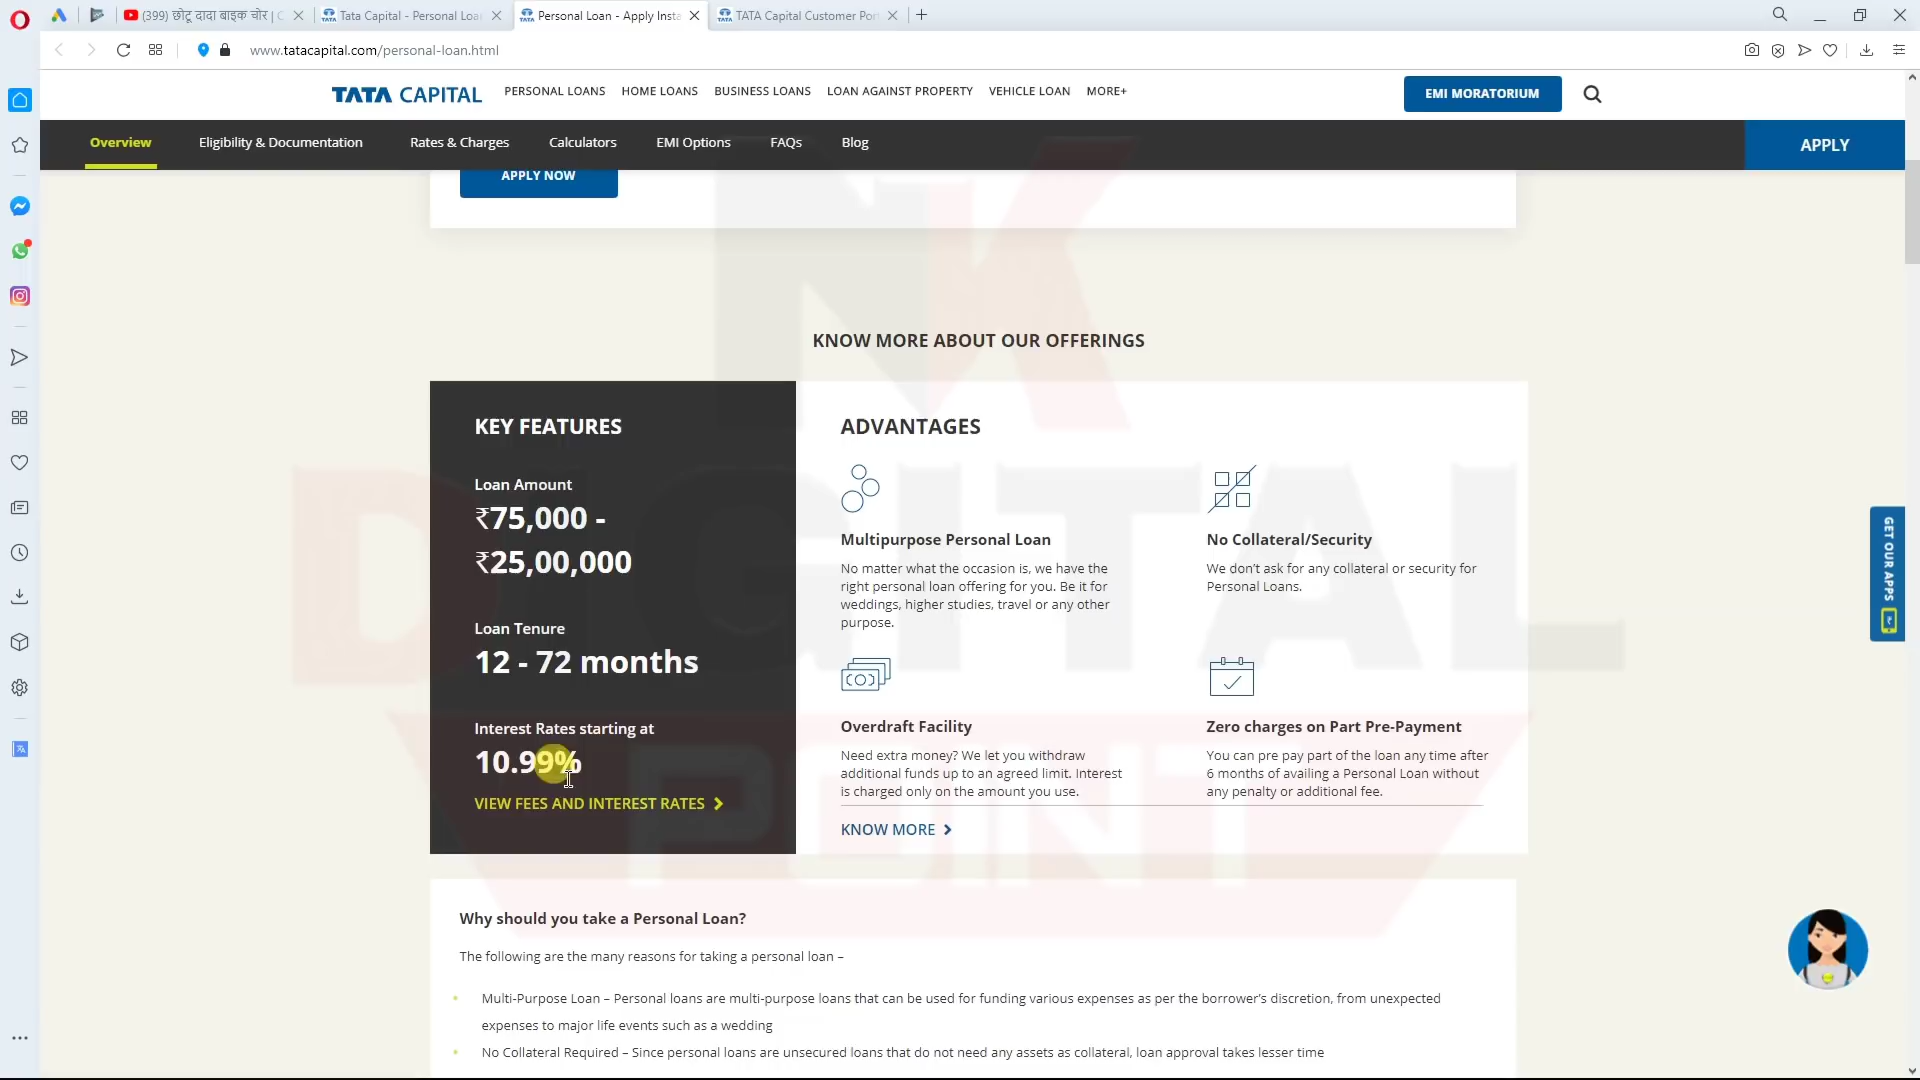 (399) छोटू दादा बाइक चोर |
Tata Capital - Personal Loan
Personal Loan - Apply Insta
TATA Capital Customer Por
www.tatacapital.com/personal-loan.html
TATA CAPITAL
PERSONAL LOANS
HOME LOANS
BUSINESS LOANS
LOAN AGAINST PROPERTY
VEHICLE LOAN
MORE+
EMI MORATORIUM
Overview
Eligibility & Documentation
Rates & Charges
Calculators
EMI Options
FAQs
Blog
APPLY
APPLY NOW
KNOW MORE ABOUT OUR OFFERINGS
KEY FEATURES
Loan Amount
₹75,000 -
₹25,00,000
Loan Tenure
12 - 72 months
Interest Rates starting at
10.99%
VIEW FEES AND INTEREST RATES
ADVANTAGES
Multipurpose Personal Loan
No matter what the occasion is, we have the
right personal loan offering for you. Be it for
weddings, higher studies, travel or any other
purpose.
No Collateral/Security
We don't ask for any collateral or security for
Personal Loans.
Overdraft Facility
Need extra money? We let you withdraw
additional funds up to an agreed limit. Interest
is charged only on the amount you use.
Zero charges on Part Pre-Payment
You can pre pay part of the loan any time after
6 months of availing a Personal Loan without
any penalty or additional fee.
KNOW MORE
GET OUR APPS
Why should you take a Personal Loan?
The following are the many reasons for taking a personal loan –
Multi-Purpose Loan – Personal loans are multi-purpose loans that can be used for funding various expenses as per the borrower's discretion, from unexpected
expenses to major life events such as a wedding
No Collateral Required – Since personal loans are unsecured loans that do not need any assets as collateral, loan approval takes lesser time
NK
DIGITAL
POINT